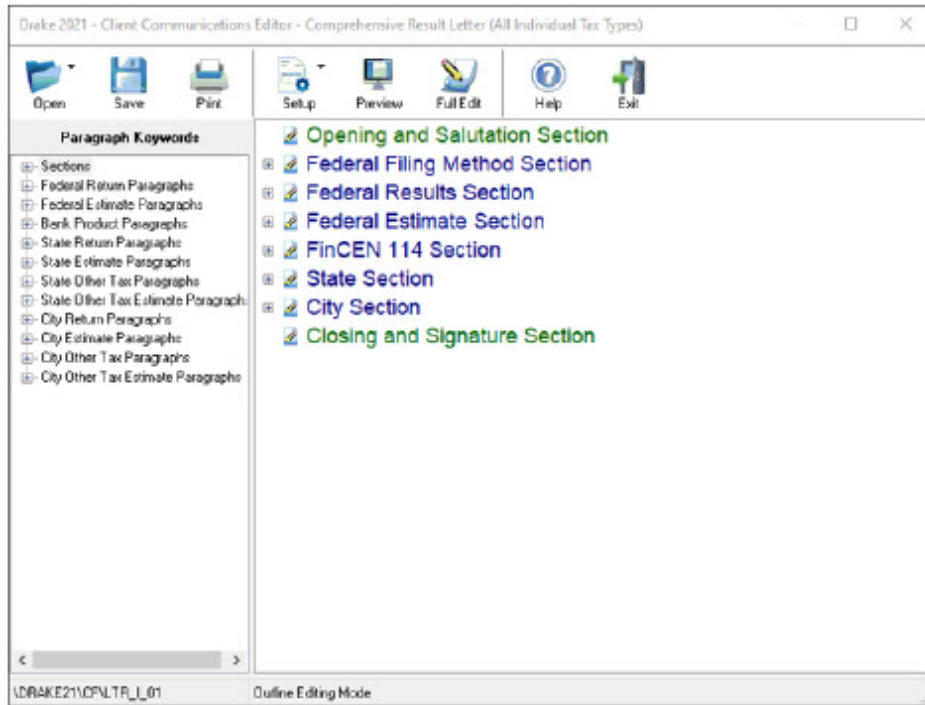 Drake 2021 - Client Communications Editor - Comprehensive Result Letter (All Individual Tax Types)
Open Save Print Setup Preview Full Edit Help Exit
Paragraph Keywords
Sections
Federal Return Paragraphs
Federal Estimate Paragraphs
Bank Product Paragraphs
State Return Paragraphs
State Estimate Paragraphs
State Other Tax Paragraphs
State Other Tax Estimate Paragraph
City Return Paragraphs
City Estimate Paragraphs
City Other Tax Paragraphs
City Other Tax Estimate Paragraphs
Opening and Salutation Section
Federal Filing Method Section
Federal Results Section
Federal Estimate Section
FinCEN 114 Section
State Section
City Section
Closing and Signature Section
\DRAKE21\CF\LTR_I_01 Outline Editing Mode